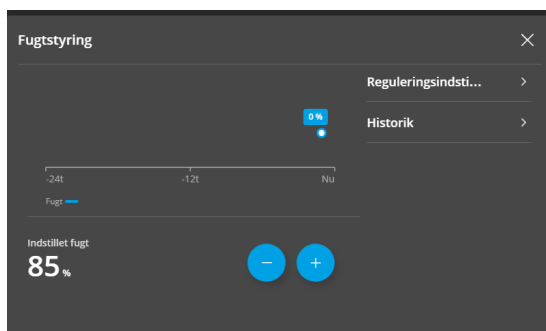 Fugtstyring
Reguleringsindsti...
0 %
Historik
-24t -12t Nu
Fugt
Indstillet fugt
85 %